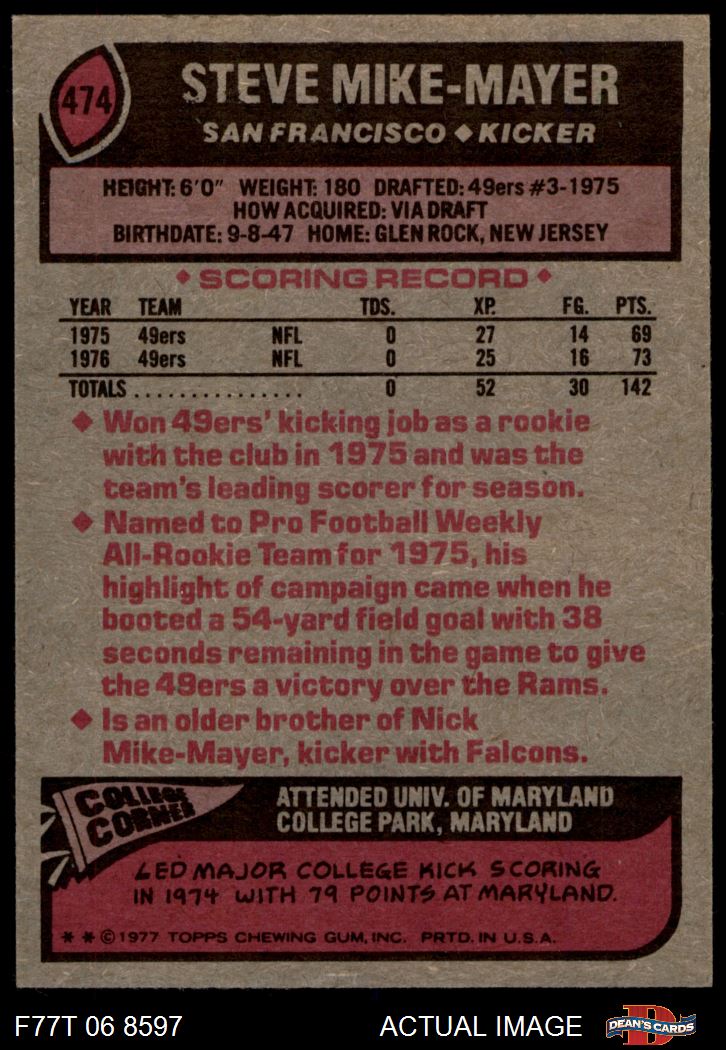 474
STEVE MIKE-MAYER
SAN FRANCISCO ◆ KICKER
HEIGHT: 6'0" WEIGHT: 180 DRAFTED: 49ers #3-1975
HOW ACQUIRED: VIA DRAFT
BIRTHDATE: 9-8-47 HOME: GLEN ROCK, NEW JERSEY
◆ SCORING RECORD ◆
YEAR TEAM TDS. XP. FG. PTS.
1975 49ers NFL 0 27 14 69
1976 49ers NFL 0 25 16 73
TOTALS ................ 0 52 30 142
◆ Won 49ers' kicking job as a rookie
with the club in 1975 and was the
team's leading scorer for season.
◆ Named to Pro Football Weekly
All-Rookie Team for 1975, his
highlight of campaign came when he
booted a 54-yard field goal with 38
seconds remaining in the game to give
the 49ers a victory over the Rams.
◆ Is an older brother of Nick
Mike-Mayer, kicker with Falcons.
COLLEGE
CORNER
ATTENDED UNIV. OF MARYLAND
COLLEGE PARK, MARYLAND
LED MAJOR COLLEGE KICK SCORING
IN 1974 WITH 79 POINTS AT MARYLAND.
* * © 1977 TOPPS CHEWING GUM, INC. PRTD. IN U.S.A.
F77T 06 8597
ACTUAL IMAGE
D
DEAN'S CARDS